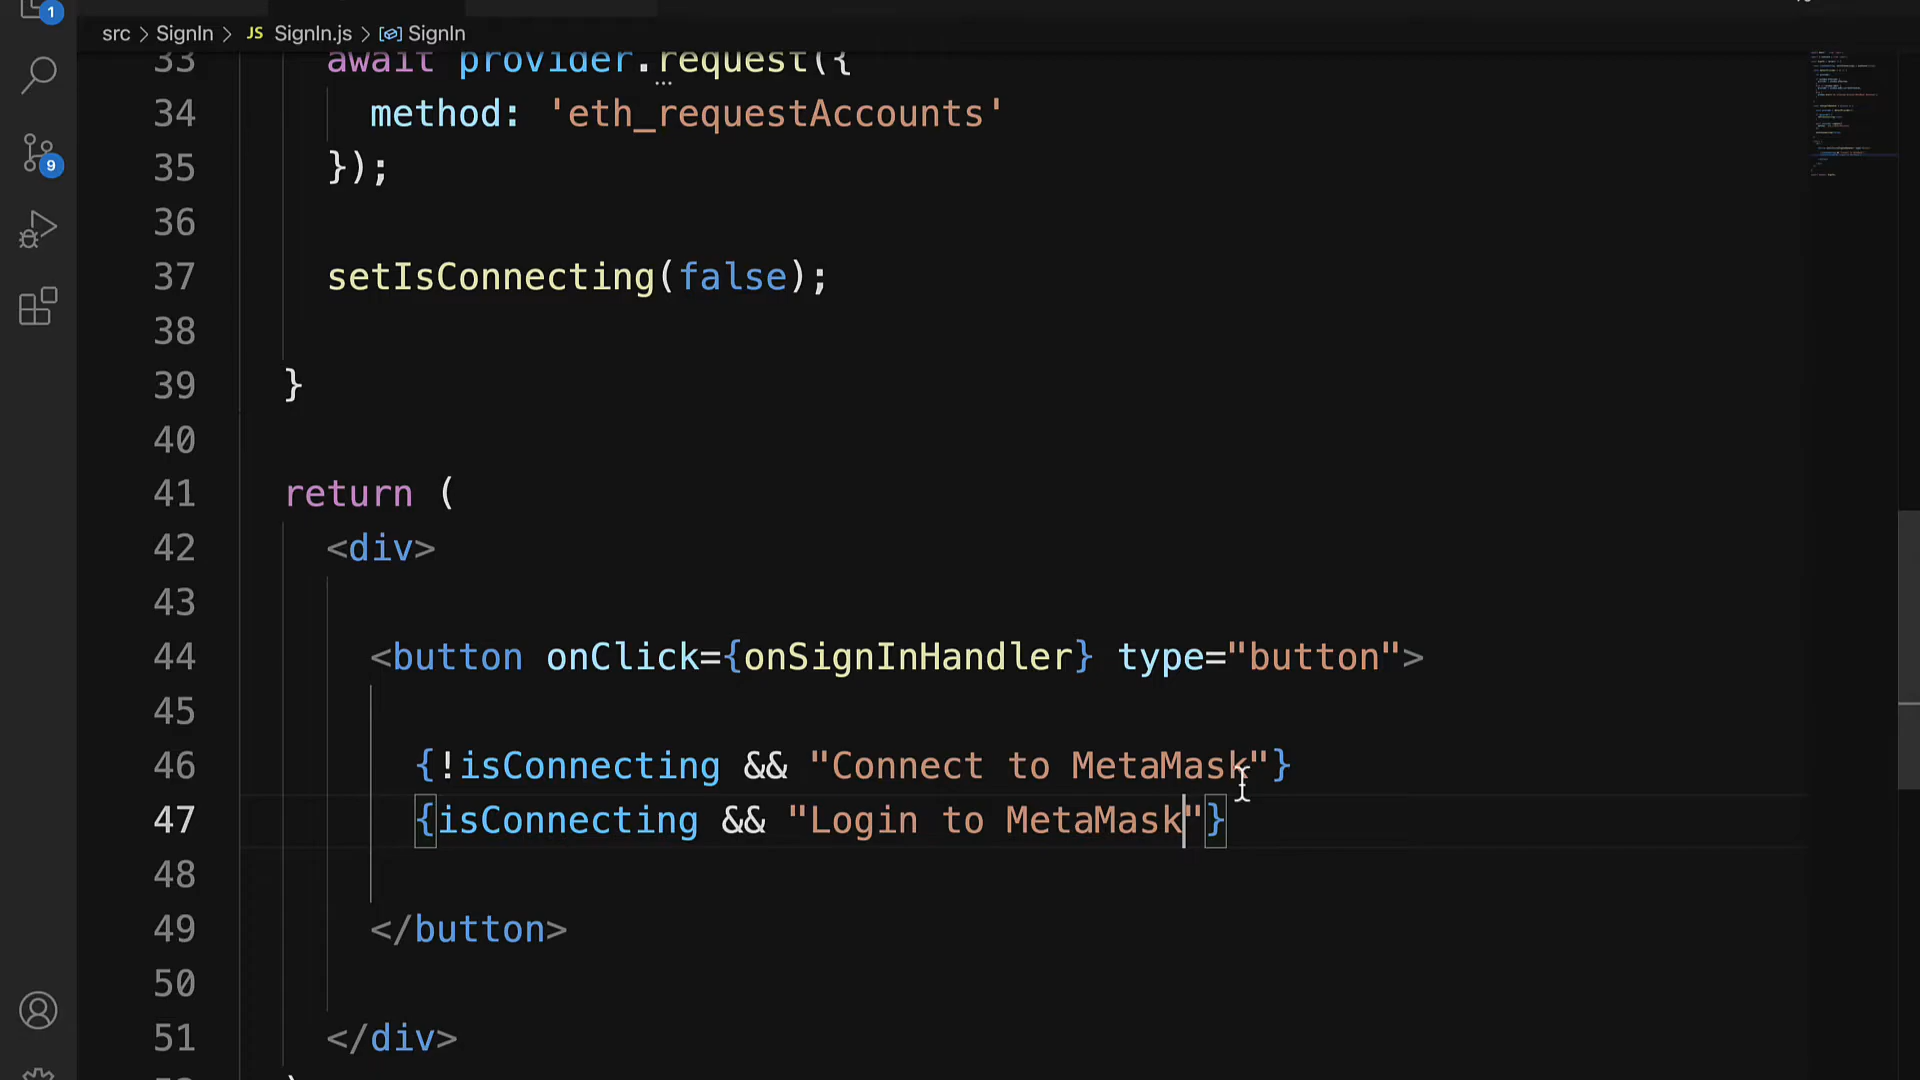 1
src > SignIn > JS SignIn.js > SignIn
33 await provider.request({
34 method: 'eth_requestAccounts'
9
35 });
36
37 setIsConnecting(false);
38
39 }
40
41 return (
42 <div>
43
44 <button onClick={onSignInHandler} type="button">
45
46 {!isConnecting && "Connect to MetaMask"}
47 {isConnecting && "Login to MetaMask"}
48
49 </button>
50
51 </div>